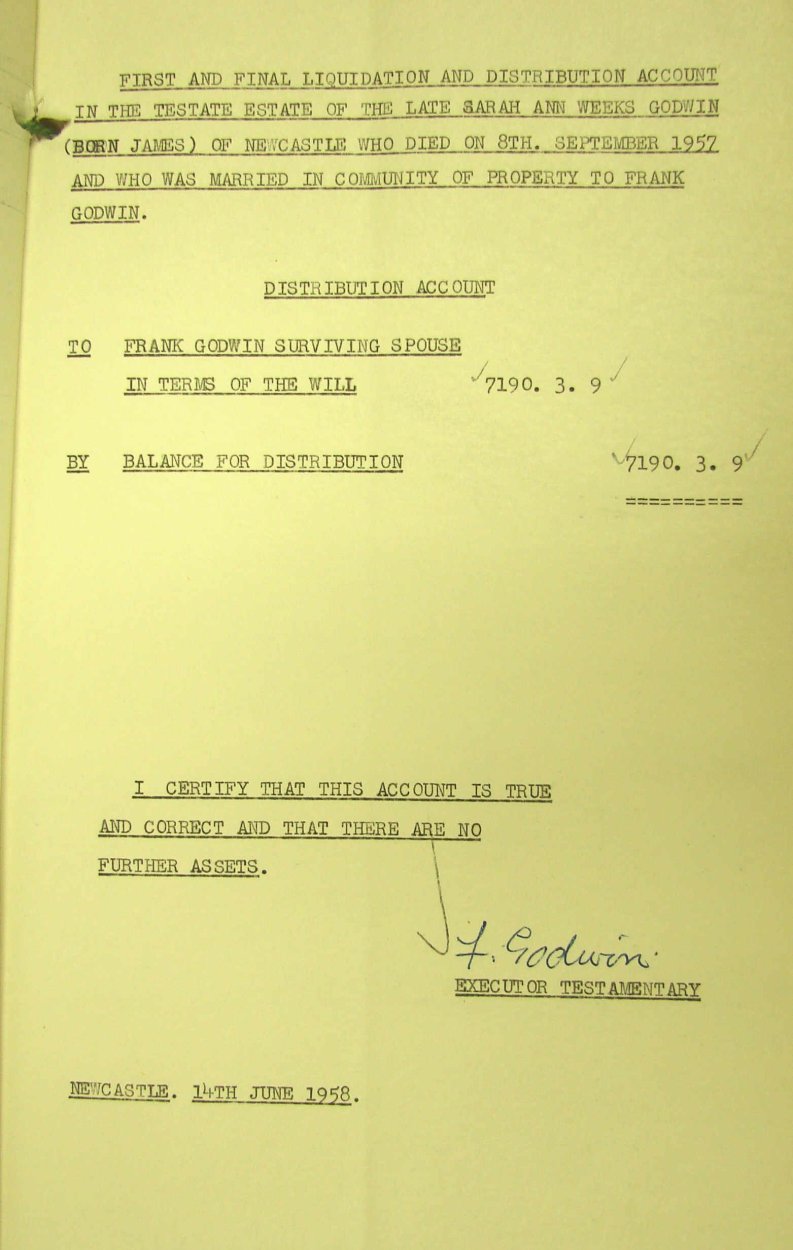 FIRST AND FINAL LIQUIDATION AND DISTRIBUTION ACCOUNT
IN THE TESTATE ESTATE OF THE LATE SARAH ANN WEEKS GODWIN
(BORN JAMES) OF NEWCASTLE WHO DIED ON 8TH. SEPTEMBER 1957
AND WHO WAS MARRIED IN COMMUNITY OF PROPERTY TO FRANK
GODWIN.
DISTRIBUTION ACCOUNT
TO FRANK GODWIN SURVIVING SPOUSE
IN TERMS OF THE WILL 7190. 3. 9
BY BALANCE FOR DISTRIBUTION 7190. 3. 9
==========
I CERTIFY THAT THIS ACCOUNT IS TRUE
AND CORRECT AND THAT THERE ARE NO
FURTHER ASSETS.
F. Godwin.
EXECUTOR TESTAMENTARY
NEWCASTLE. 14TH JUNE 1958.